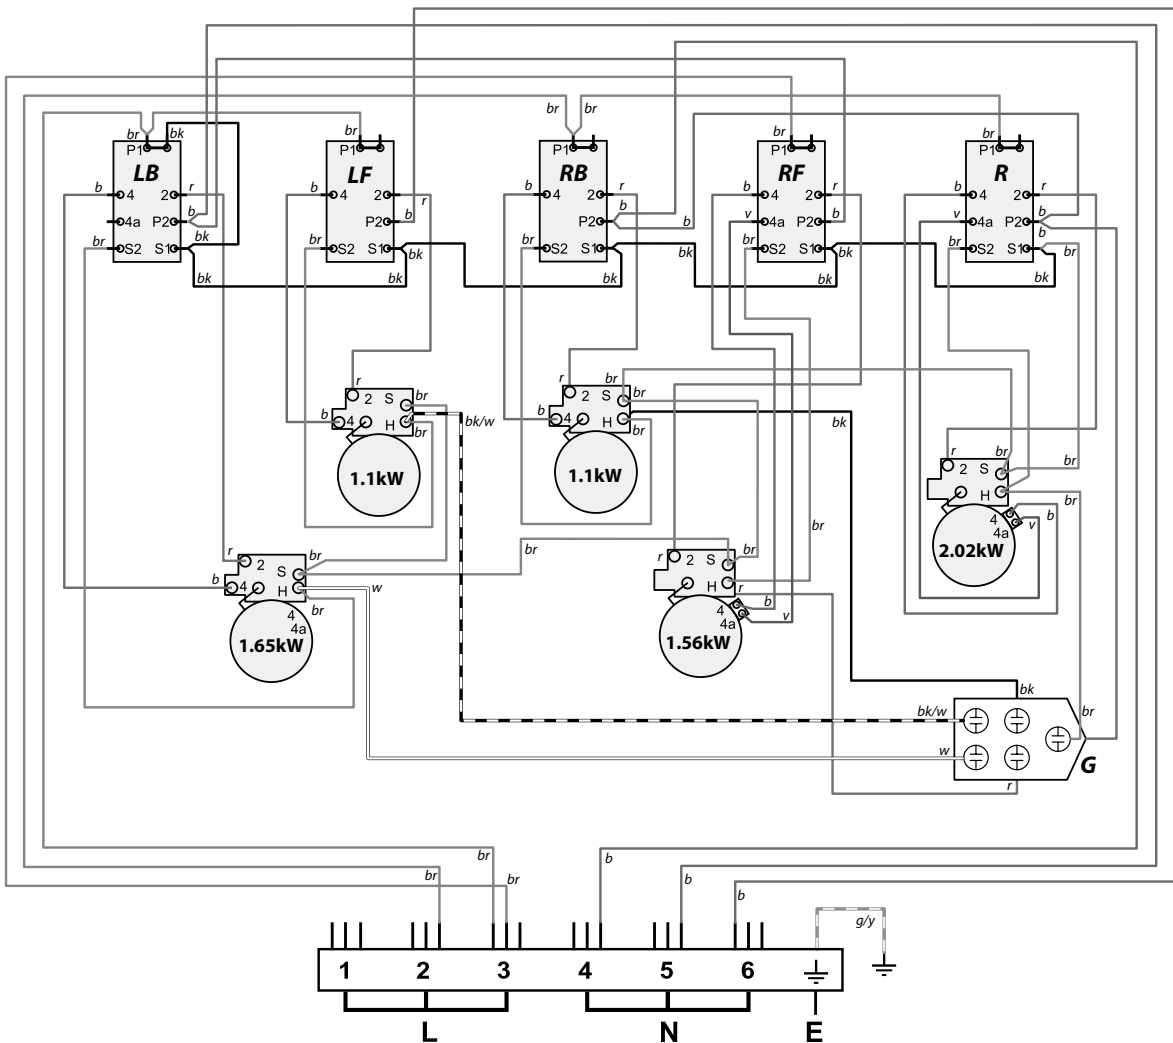 br br
br bk br br br
P1 P1 P1 P1 P1
LB LF RB RF R
b 4 2 r b 4 2 r b 4 2 r b 4 2 r b 4 2 r
4a P2 b P2 b P2 b b v 4a P2 b v 4a P2 b
br S2 S1 bk br S2 S1 bk br S2 S1 bk br S2 S1 bk br S2 S1 b br
bk bk bk bk bk
r 2 S br r 2 br S br
b 4 H br bk/w b 4 H br bk
1.1kW 1.1kW
r 2 S br br br
H br
4 b
4a v
2.02kW
r 2 S br br r 2 S br
b 4 H w H r
br
4 4 b
4a 4a v
1.65kW 1.56kW
bk
bk/w br
w G
r
br b
br br b b
g/y
1 2 3 4 5 6
L N E